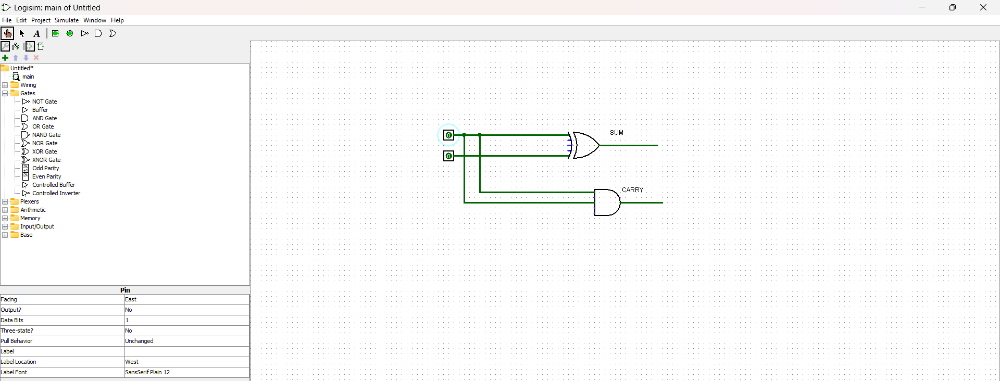 Logisim: main of Untitled
File Edit Project Simulate Window Help
A
Untitled*
main
Wiring
Gates
NOT Gate
Buffer
AND Gate
OR Gate
NAND Gate
NOR Gate
XOR Gate
XNOR Gate
2k+1 Odd Parity
2k Even Parity
Controlled Buffer
Controlled Inverter
Plexers
Arithmetic
Memory
Input/Output
Base
Pin
Facing East
Output? No
Data Bits 1
Three-state? No
Pull Behavior Unchanged
Label
Label Location West
Label Font SansSerif Plain 12
SUM
0
0
CARRY